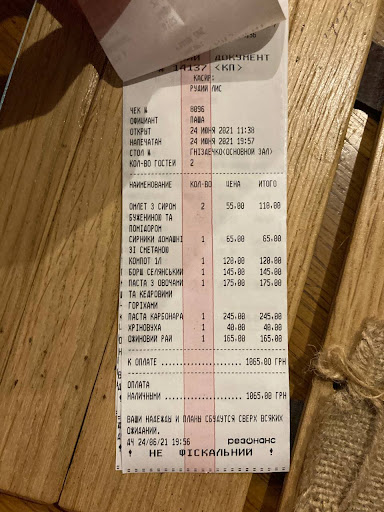 ДОКУМЕНТ
№ 14137 <КП>
КАСИР:
РУДИЙ ЛИС
ЧЕК № 8096
ОФИЦИАНТ ПАША
ОТКРЫТ 24 ИЮНЯ 2021 11:38
НАПЕЧАТАН 24 ИЮНЯ 2021 19:57
СТОЛ № ГНІЗДЕЧКО(ОСНОВНОЙ ЗАЛ)
КОЛ-ВО ГОСТЕЙ 2
НАИМЕНОВАНИЕ КОЛ-ВО ЦЕНА ИТОГО
ОМЛЕТ З СИРОМ 2 55.00 110.00
БУЖЕНИНОЮ ТА
ПОМІДОРОМ
СИРНИКИ ДОМАШНІ 1 65.00 65.00
ЗІ СМЕТАНОЮ
КОМПОТ 1Л 1 120.00 120.00
БОРЩ СЕЛЯНСЬКИЙ 1 145.00 145.00
ПАСТА З ОВОЧАМИ 1 175.00 175.00
ТА КЕДРОВИМИ
ГОРІХАМИ
ПАСТА КАРБОНАРА 1 245.00 245.00
ХРІНОВУХА 1 40.00 40.00
ОЖИНОВИЙ РАЙ 1 165.00 165.00
К ОПЛАТЕ .................... 1065.00 ГРН
ОПЛАТА
НАЛИЧНЫМИ ................... 1065.00 ГРН
ВАШИ НАДЕЖДЫ И ПЛАНЫ СБУДУТСЯ СВЕРХ ВСЯКИХ
ОЖИДАНИЙ.
ДЧ 24/06/21 19:56 резонанс
! НЕ ФІСКАЛЬНИЙ !